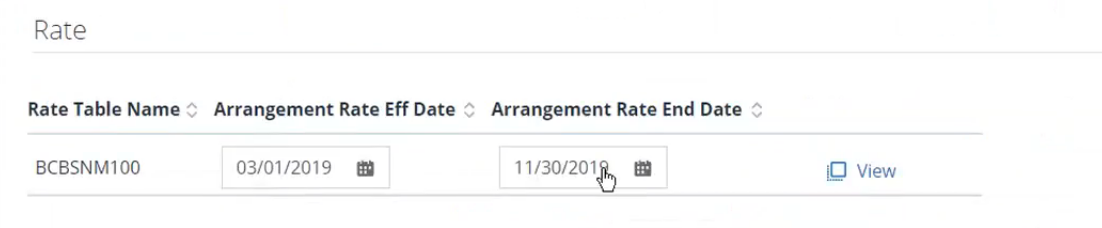 Rate
Rate Table Name Arrangement Rate Eff Date Arrangement Rate End Date
BCBSNM100 03/01/2019 11/30/2019 View